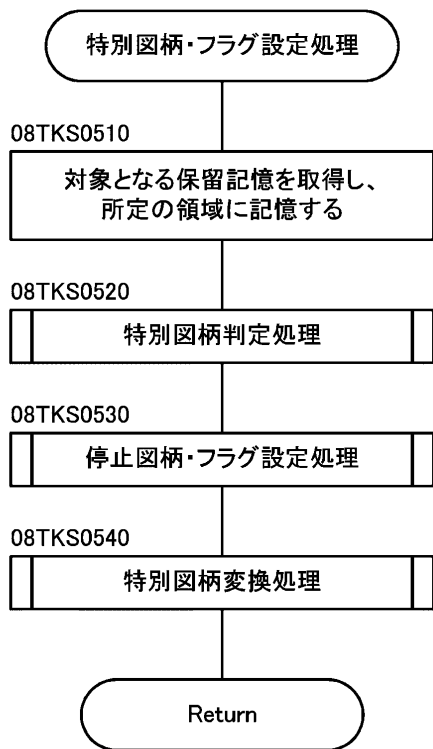 特別図柄・フラグ設定処理
08TKS0510
対象となる保留記憶を取得し、
所定の領域に記憶する
08TKS0520
特別図柄判定処理
08TKS0530
停止図柄・フラグ設定処理
08TKS0540
特別図柄変換処理
Return